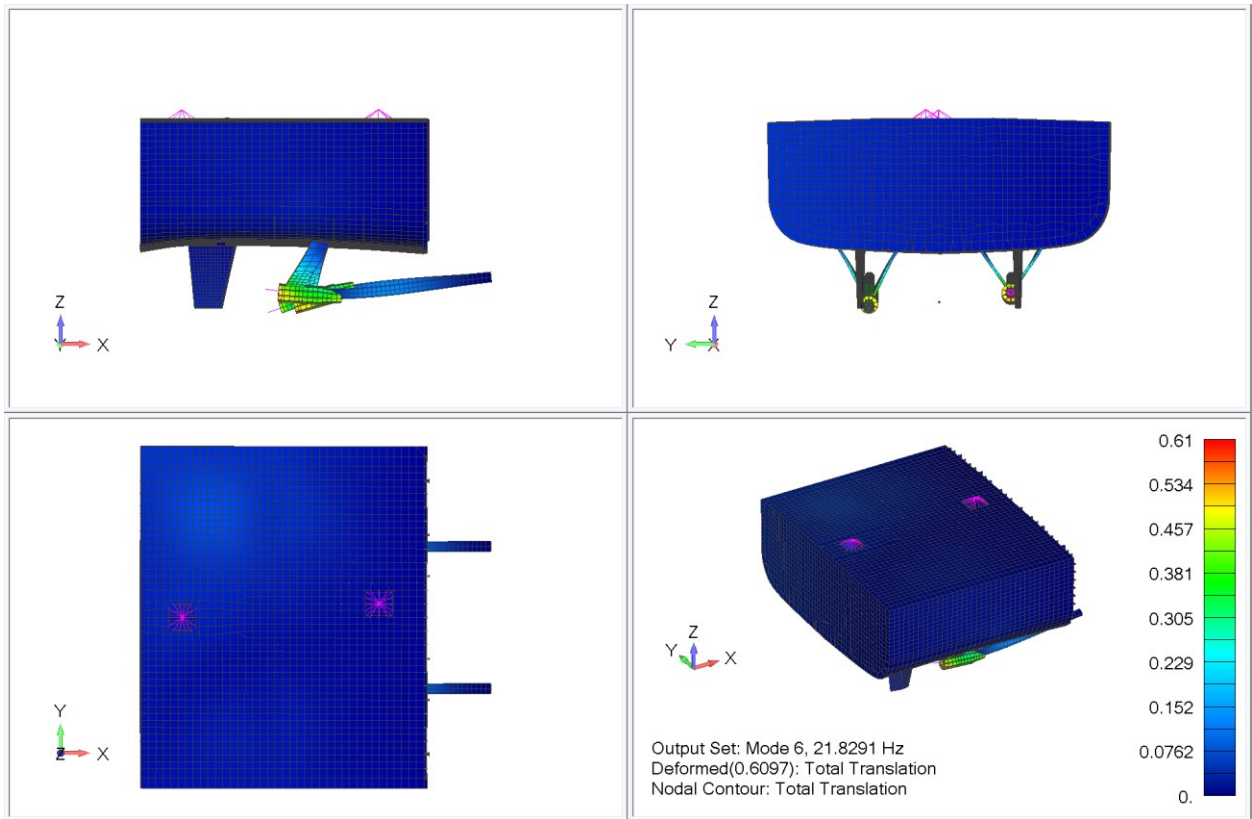 Z
Y
X
Z
Y
X
Y
Z
X
Z
Y
X
0.61
0.534
0.457
0.381
0.305
0.229
0.152
0.0762
0.
Output Set: Mode 6, 21.8291 Hz
Deformed(0.6097): Total Translation
Nodal Contour: Total Translation